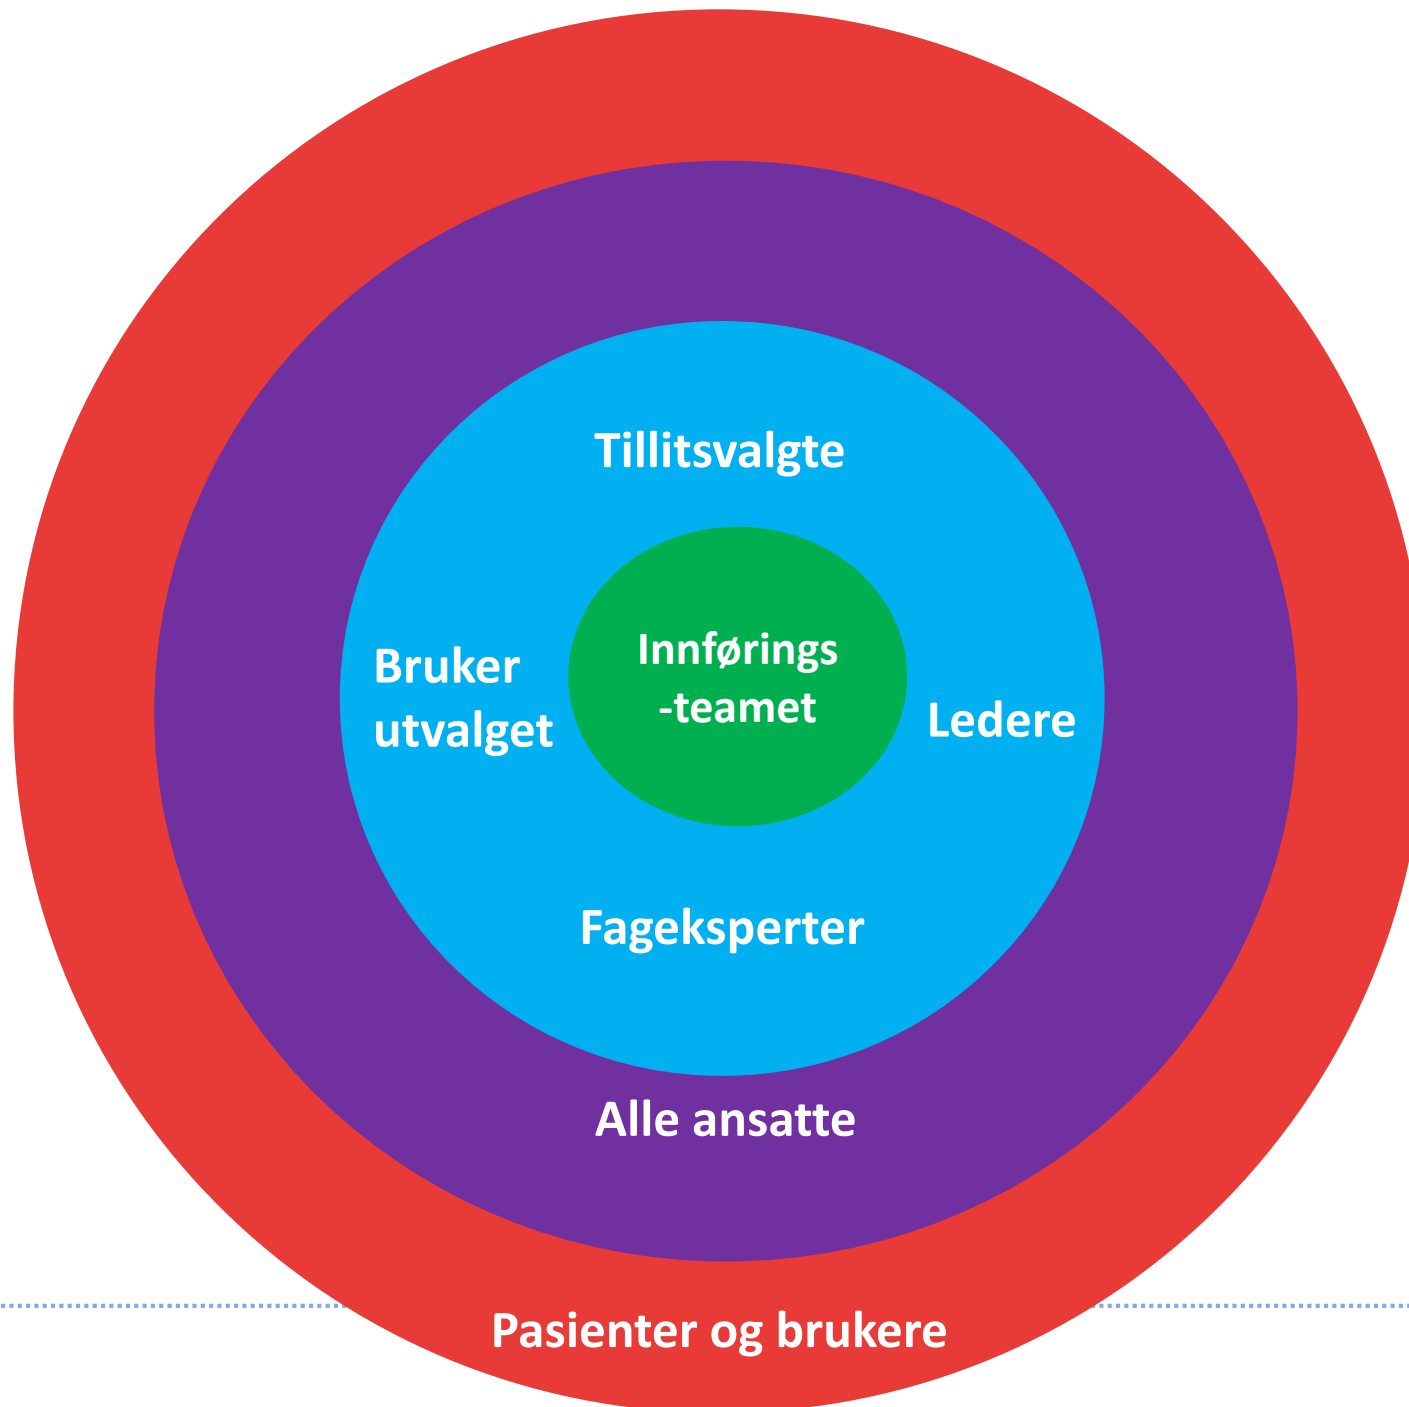 Tillitsvalgte
Innførings
-teamet
Bruker
utvalget
Ledere
Fageksperter
Alle ansatte
Pasienter og brukere